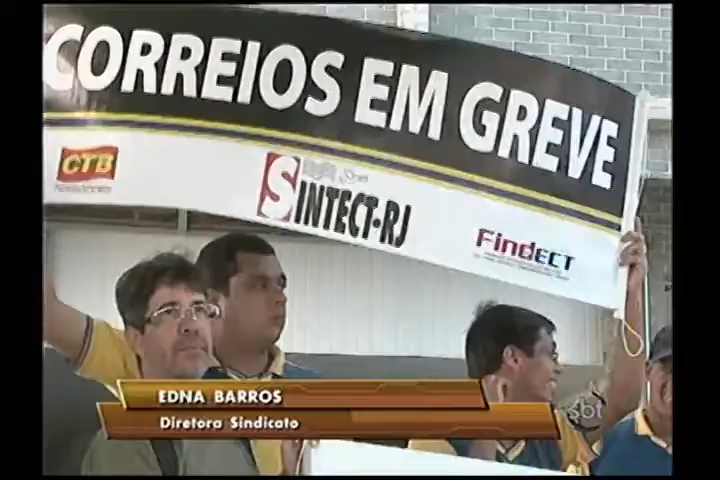 CORREIOS EM GREVE
CTB
SINTECT-RJ
FindECT
EDNA BARROS
Diretora Sindicato
sbt